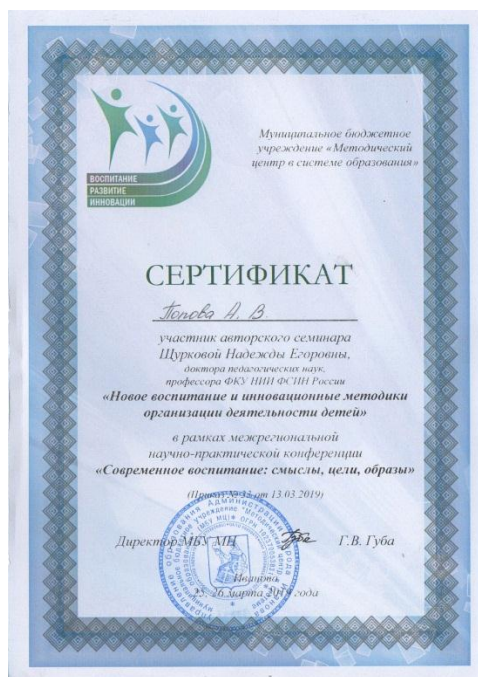 ВОСПИТАНИЕ
РАЗВИТИЕ
ИННОВАЦИИ
Муниципальное бюджетное
учреждение «Методический
центр в системе образования»
СЕРТИФИКАТ
Попова А. В.
участник авторского семинара
Щурковой Надежды Егоровны,
доктора педагогических наук,
профессора ФКУ НИИ ФСИН России
«Новое воспитание и инновационные методики
организации деятельности детей»
в рамках межрегиональной
научно-практической конференции
«Современное воспитание: смыслы, цели, образы»
(Приказ № 33 от 13.03.2019)
Директор МБУ МЦ Г.В. Губа
Иваново
25, 26 марта 2019 года